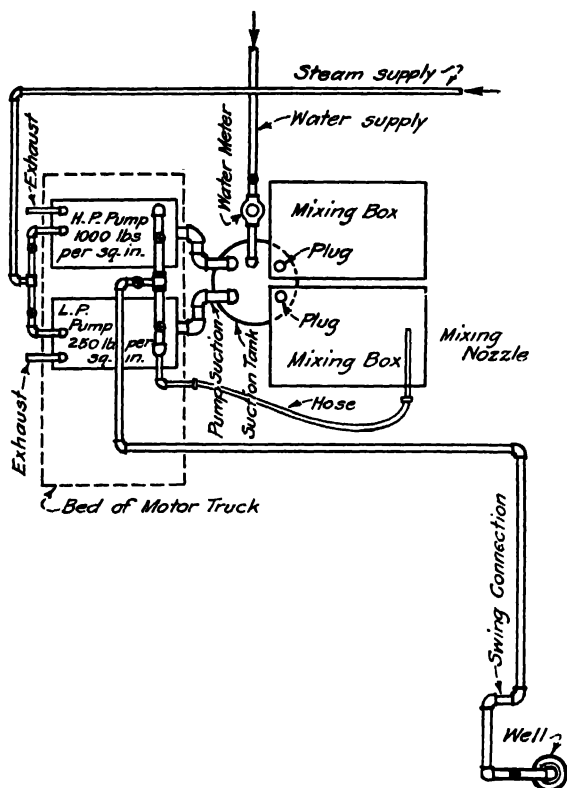 Steam supply
Water supply
Water Meter
Exhaust
H.P. Pump
1000 lbs
per sq. in.
Mixing Box
Plug
L.P.
Pump
250 lb. per
sq. in.
Plug
Mixing Box
Mixing
Nozzle
Pump Suction
Suction Tank
Hose
Exhaust
Bed of Motor Truck
Swing Connection
Well